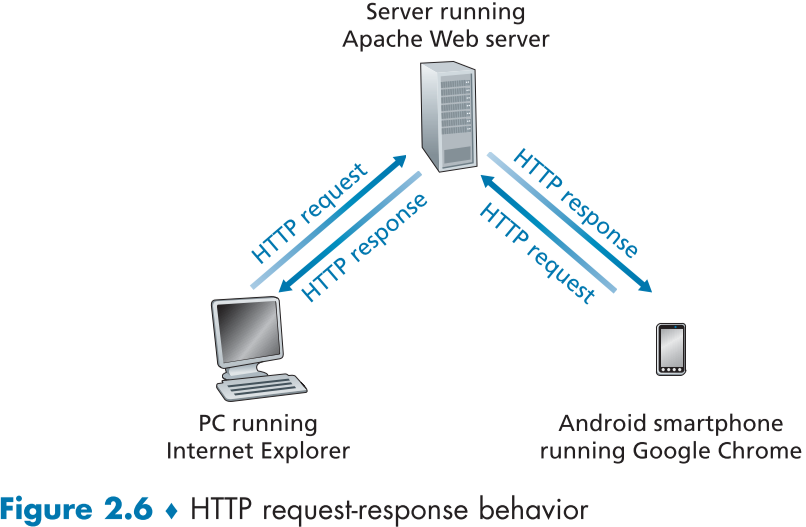 Server running
Apache Web server
HTTP request
HTTP response
HTTP response
HTTP request
PC running
Internet Explorer
Android smartphone
running Google Chrome
Figure 2.6 ♦ HTTP request-response behavior